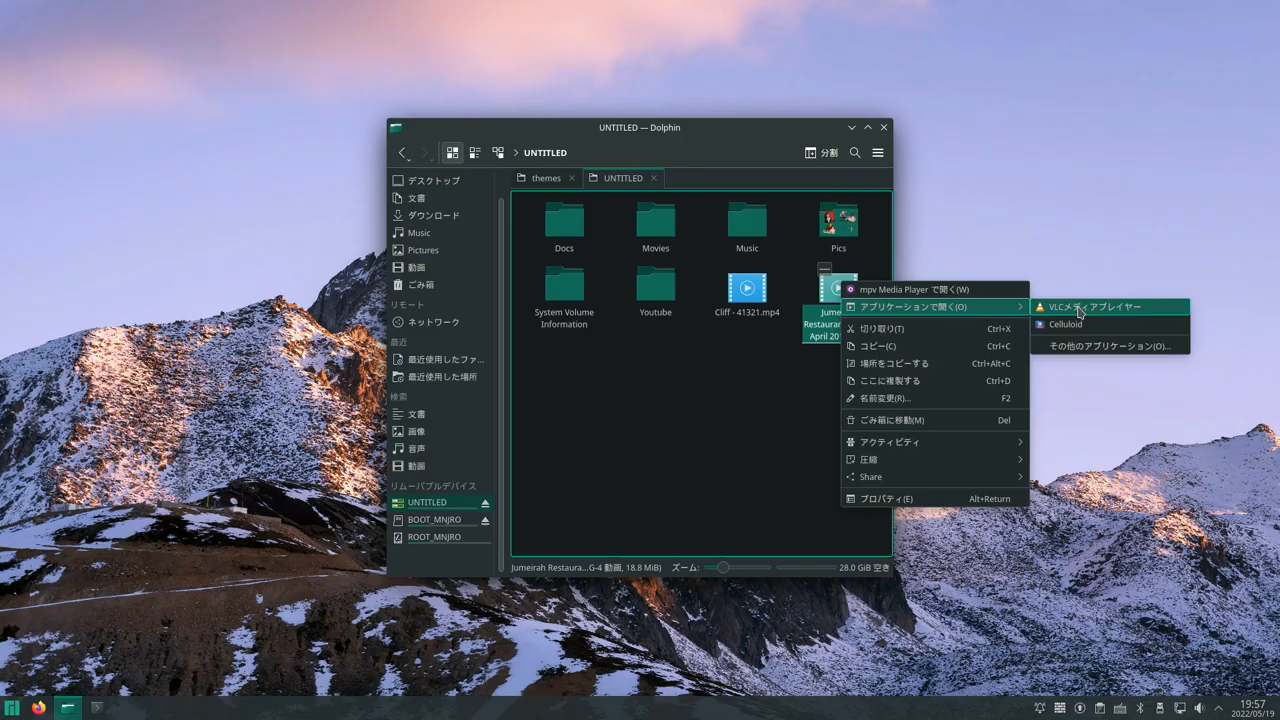 UNTITLED — Dolphin
UNTITLED
分割
themes
UNTITLED
デスクトップ
文書
ダウンロード
Music
Pictures
動画
ごみ箱
リモート
ネットワーク
最近
最近使用したファ...
最近使用した場所
検索
文書
画像
音声
動画
リムーバブルデバイス
UNTITLED
BOOT_MNJRO
ROOT_MNJRO
Docs
Movies
Music
Pics
System Volume
Information
Youtube
Cliff - 41321.mp4
Jume
Restaura
April 20
mpv Media Player で開く(W)
アプリケーションで開く(O)
切り取り(T) Ctrl+X
コピー(C) Ctrl+C
場所をコピーする Ctrl+Alt+C
ここに複製する Ctrl+D
名前変更(R)... F2
ごみ箱に移動(M) Del
アクティビティ
圧縮
Share
プロパティ(E) Alt+Return
VLCメディアプレイヤー
Celluloid
その他のアプリケーション(O)...
Jumeirah Restaura...G-4 動画, 18.8 MiB)
ズーム:
28.0 GiB 空き
19:57
2022/05/19